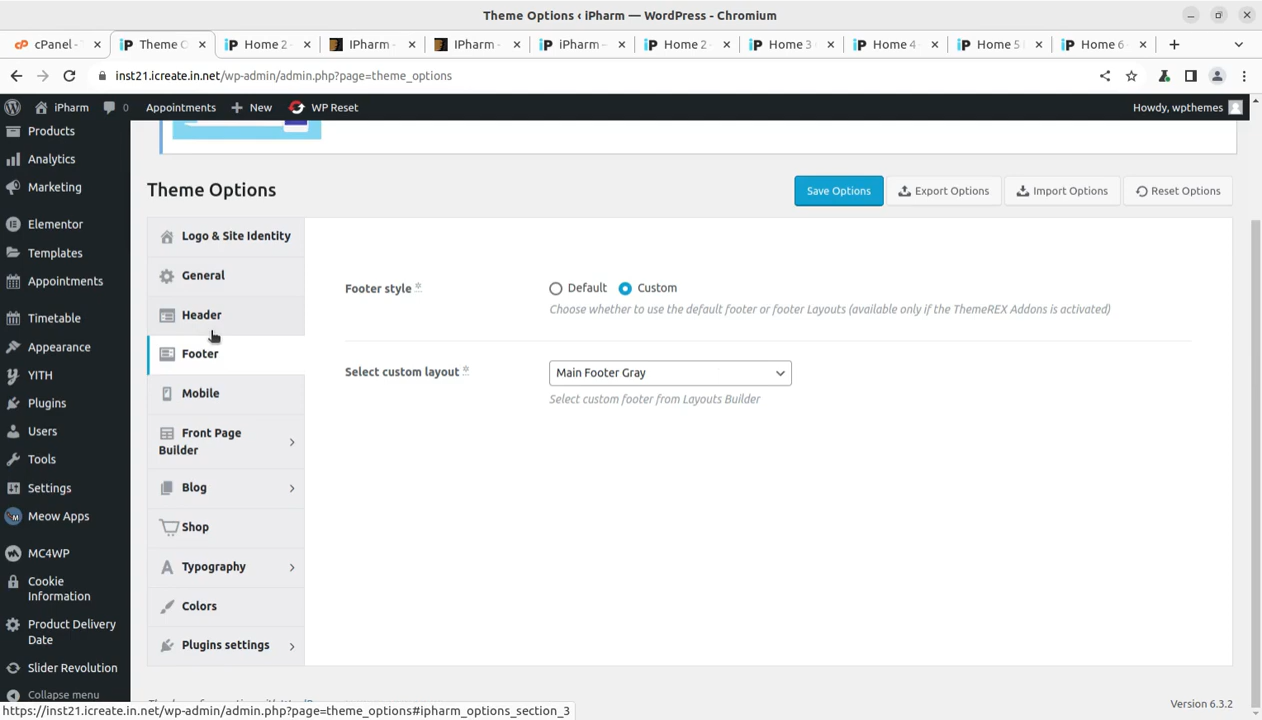 Theme Options ‹ iPharm — WordPress - Chromium
cPanel -
Theme O
Home 2 -
IPharm -
IPharm -
iPharm -
Home 2 -
Home 3
Home 4
Home 5
Home 6
inst21.icreate.in.net/wp-admin/admin.php?page=theme_options
iPharm
0
Appointments
New
WP Reset
Howdy, wpthemes
Products
Analytics
Marketing
Elementor
Templates
Appointments
Timetable
Appearance
YITH
Plugins
Users
Tools
Settings
Meow Apps
MC4WP
Cookie
Information
Product Delivery
Date
Slider Revolution
Collapse menu
Theme Options
Save Options
Export Options
Import Options
Reset Options
Logo & Site Identity
General
Header
Footer
Mobile
Front Page
Builder
Blog
Shop
Typography
Colors
Plugins settings
Footer style
Default
Custom
Choose whether to use the default footer or footer Layouts (available only if the ThemeREX Addons is activated)
Select custom layout
Main Footer Gray
Select custom footer from Layouts Builder
Version 6.3.2
https://inst21.icreate.in.net/wp-admin/admin.php?page=theme_options#ipharm_options_section_3